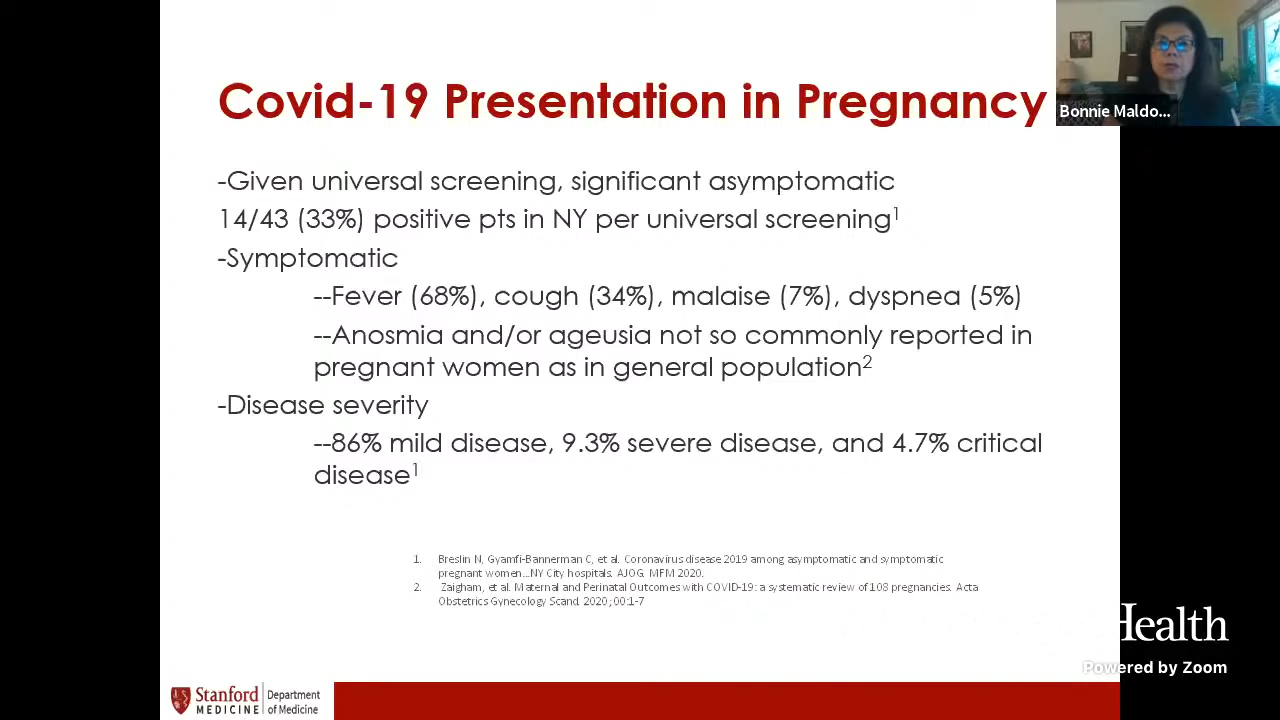 Covid-19 Presentation in Pregnancy
Bonnie Maldo...
-Given universal screening, significant asymptomatic
14/43 (33%) positive pts in NY per universal screening1
-Symptomatic
--Fever (68%), cough (34%), malaise (7%), dyspnea (5%)
--Anosmia and/or ageusia not so commonly reported in
pregnant women as in general population2
-Disease severity
--86% mild disease, 9.3% severe disease, and 4.7% critical
disease1
1. Breslin N, Gyamfi-Bannerman C, et al. Coronavirus disease 2019 among asymptomatic and symptomatic
pregnant women...NY City hospitals. AJOG. MFM 2020.
2. Zaigham, et al. Maternal and Perinatal Outcomes with COVID-19: a systematic review of 108 pregnancies. Acta
Obstetrics Gynecology Scand. 2020; 00:1-7
Health
Powered by Zoom
Stanford
MEDICINE
Department
of Medicine